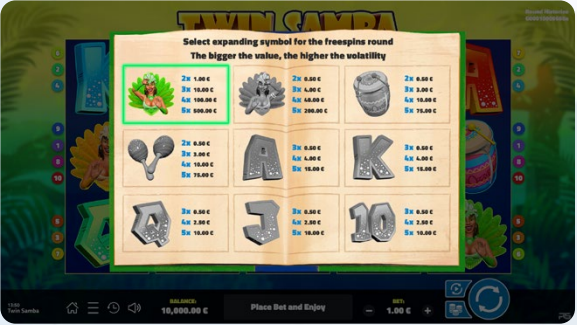 TWIN SAMBA
Select expanding symbol for the freespins round
The bigger the value, the higher the volatility
2x 1.00 €
3x 10.00 €
4x 100.00 €
5x 500.00 €
2x 0.50 €
3x 4.00 €
4x 40.00 €
5x 200.00 €
2x 0.50 €
3x 3.00 €
4x 10.00 €
5x 75.00 €
2x 0.50 €
3x 3.00 €
4x 10.00 €
5x 75.00 €
A
3x 0.50 €
4x 4.00 €
5x 15.00 €
K
3x 0.50 €
4x 4.00 €
5x 15.00 €
Q
3x 0.50 €
4x 2.50 €
5x 10.00 €
J
3x 0.50 €
4x 2.50 €
5x 10.00 €
10
3x 0.50 €
4x 2.50 €
5x 10.00 €
13:50
Twin Samba
BALANCE:
10,000.00 €
Place Bet and Enjoy
BET:
1.00 €